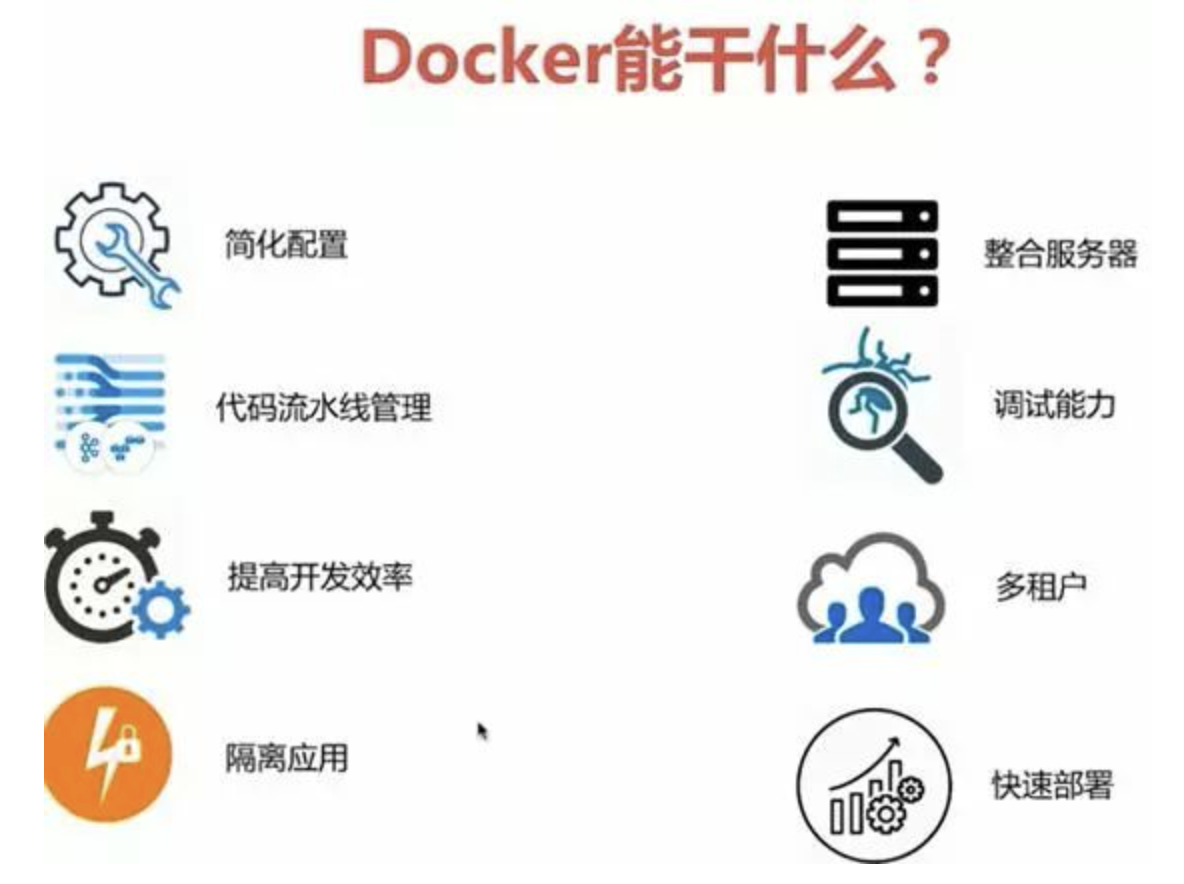 Docker能干什么？
简化配置
整合服务器
代码流水线管理
调试能力
提高开发效率
多租户
隔离应用
快速部署